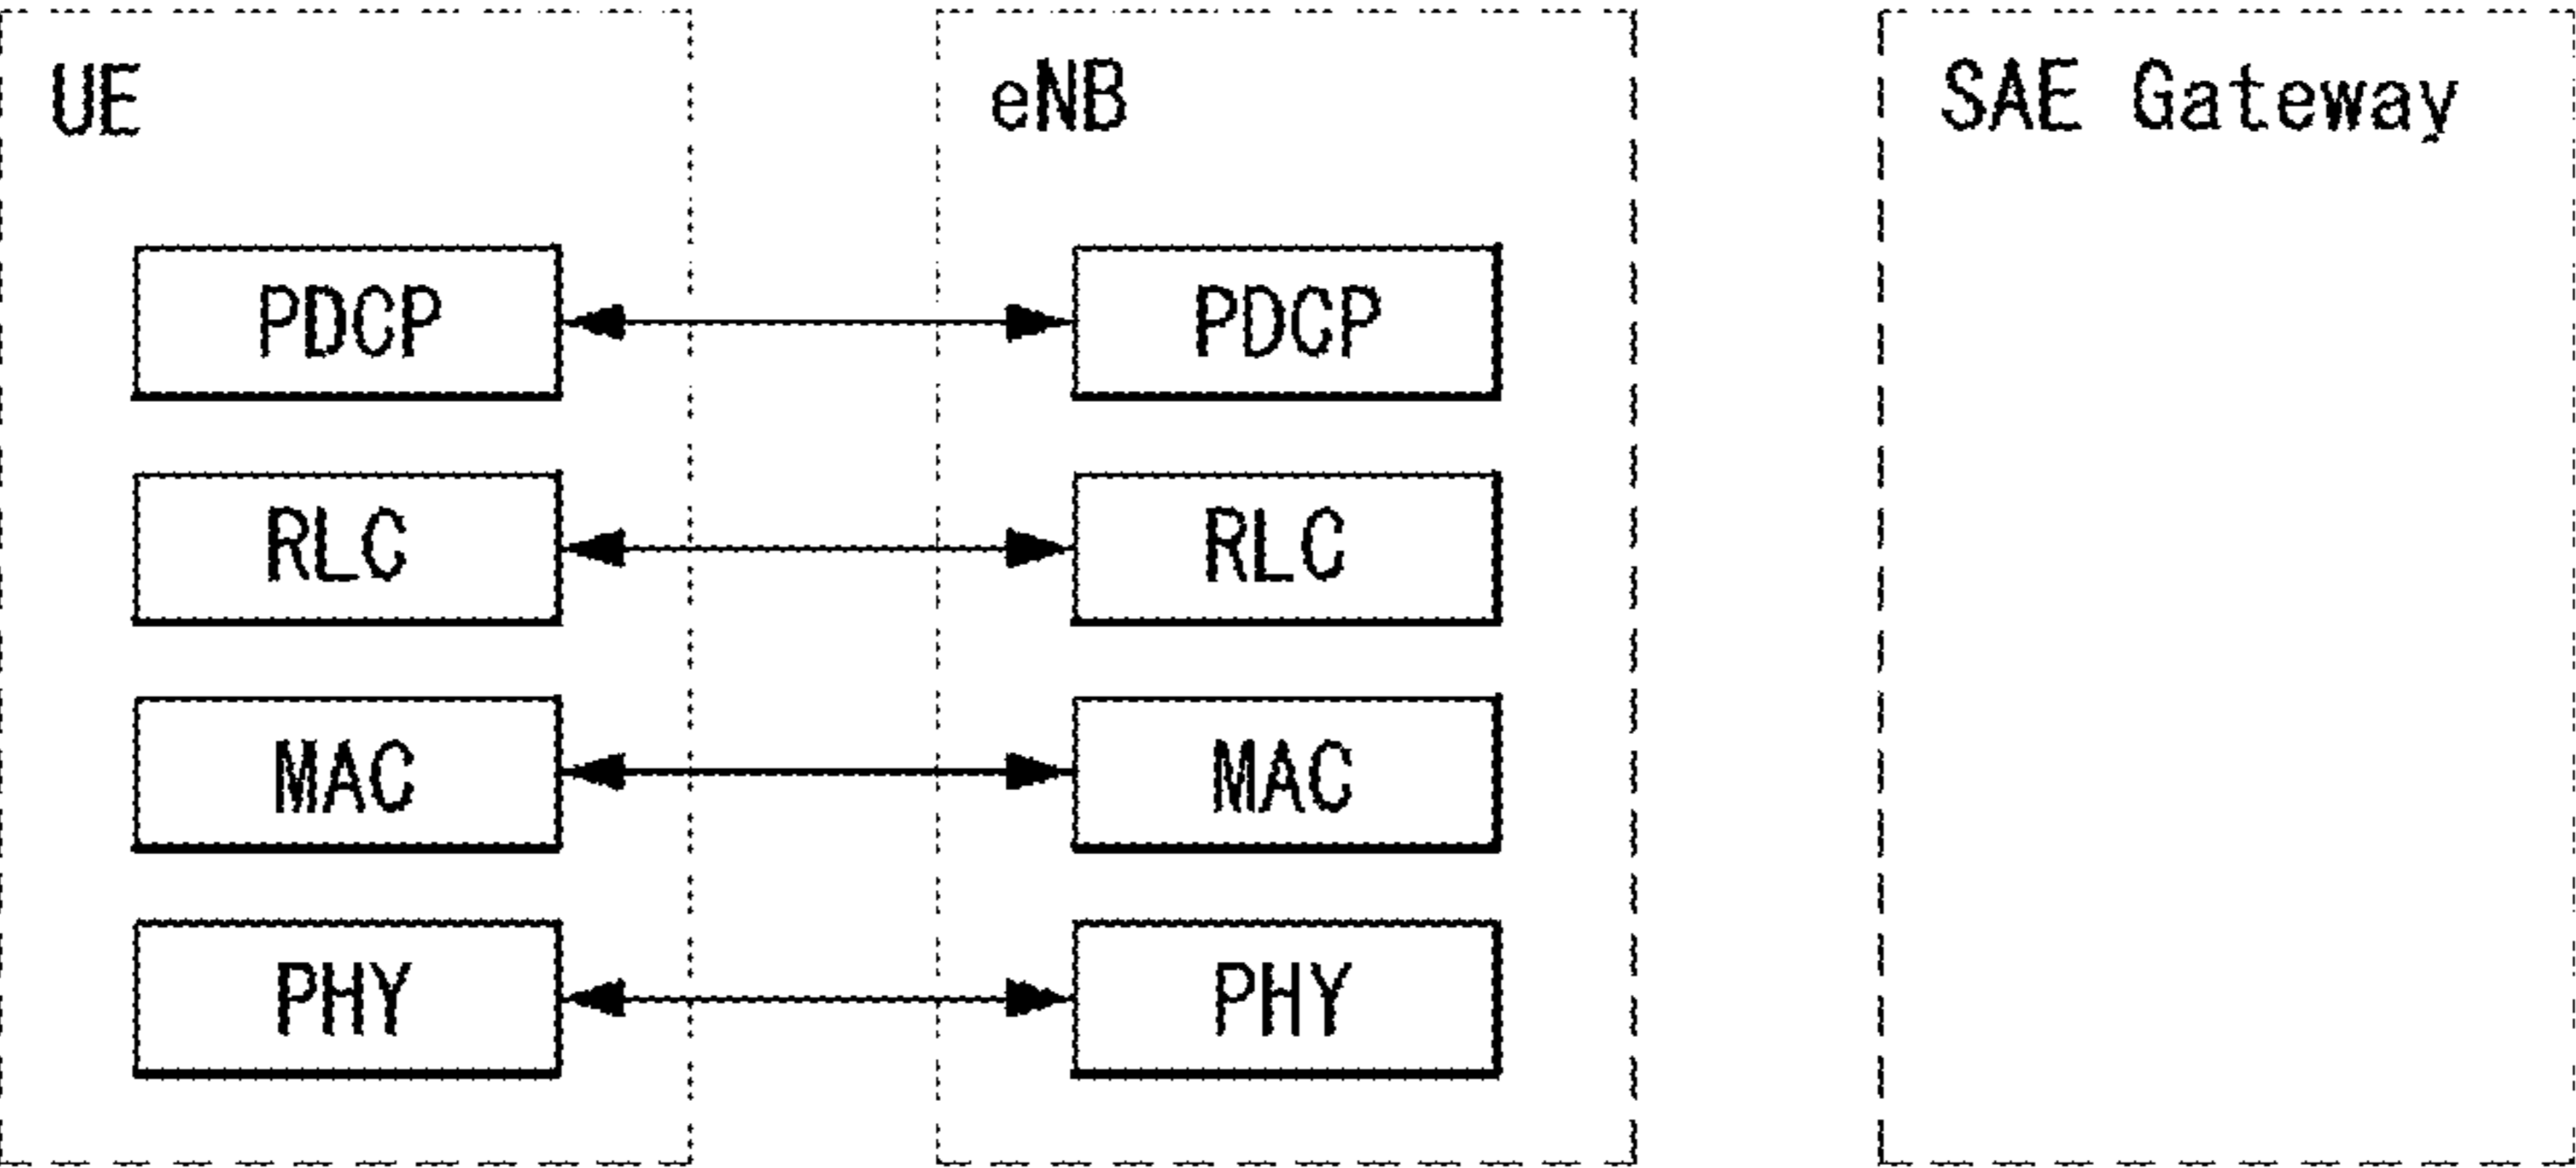 UE
eNB
SAE Gateway
PDCP
PDCP
RLC
RLC
MAC
MAC
PHY
PHY